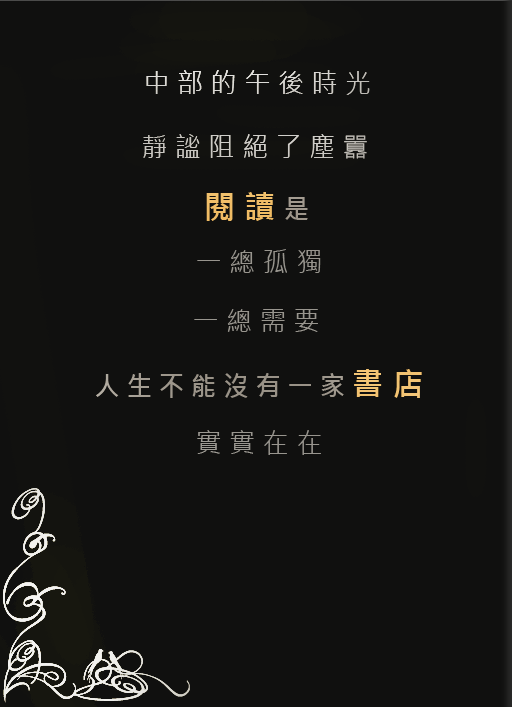 中部的午後時光
靜謐阻絕了塵囂
閱讀是
一總孤獨
一總需要
人生不能沒有一家書店
實實在在